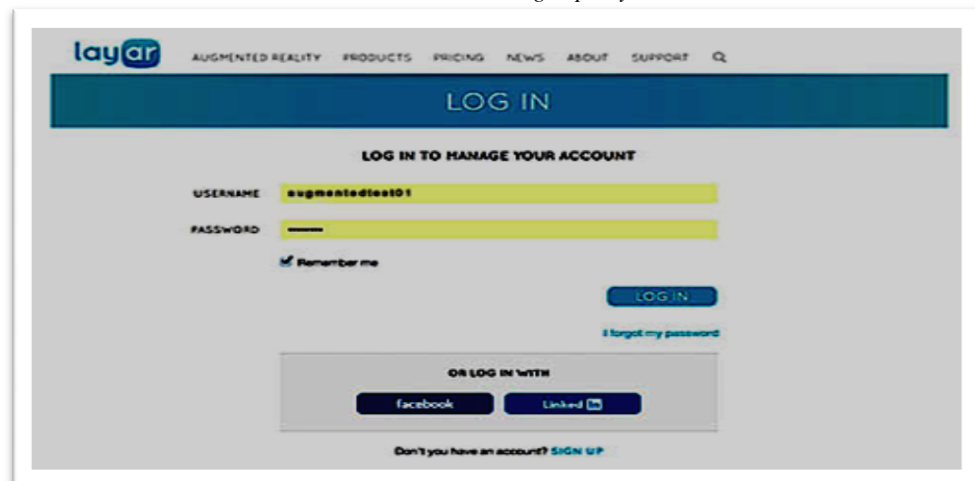 layar AUGMENTED REALITY PRODUCTS PRICING NEWS ABOUT SUPPORT
LOG IN
LOG IN TO MANAGE YOUR ACCOUNT
USERNAME augmentedtest01
PASSWORD
Remember me
LOG IN
I forgot my password
OR LOG IN WITH
facebook Linked in
Don't you have an account? SIGN UP